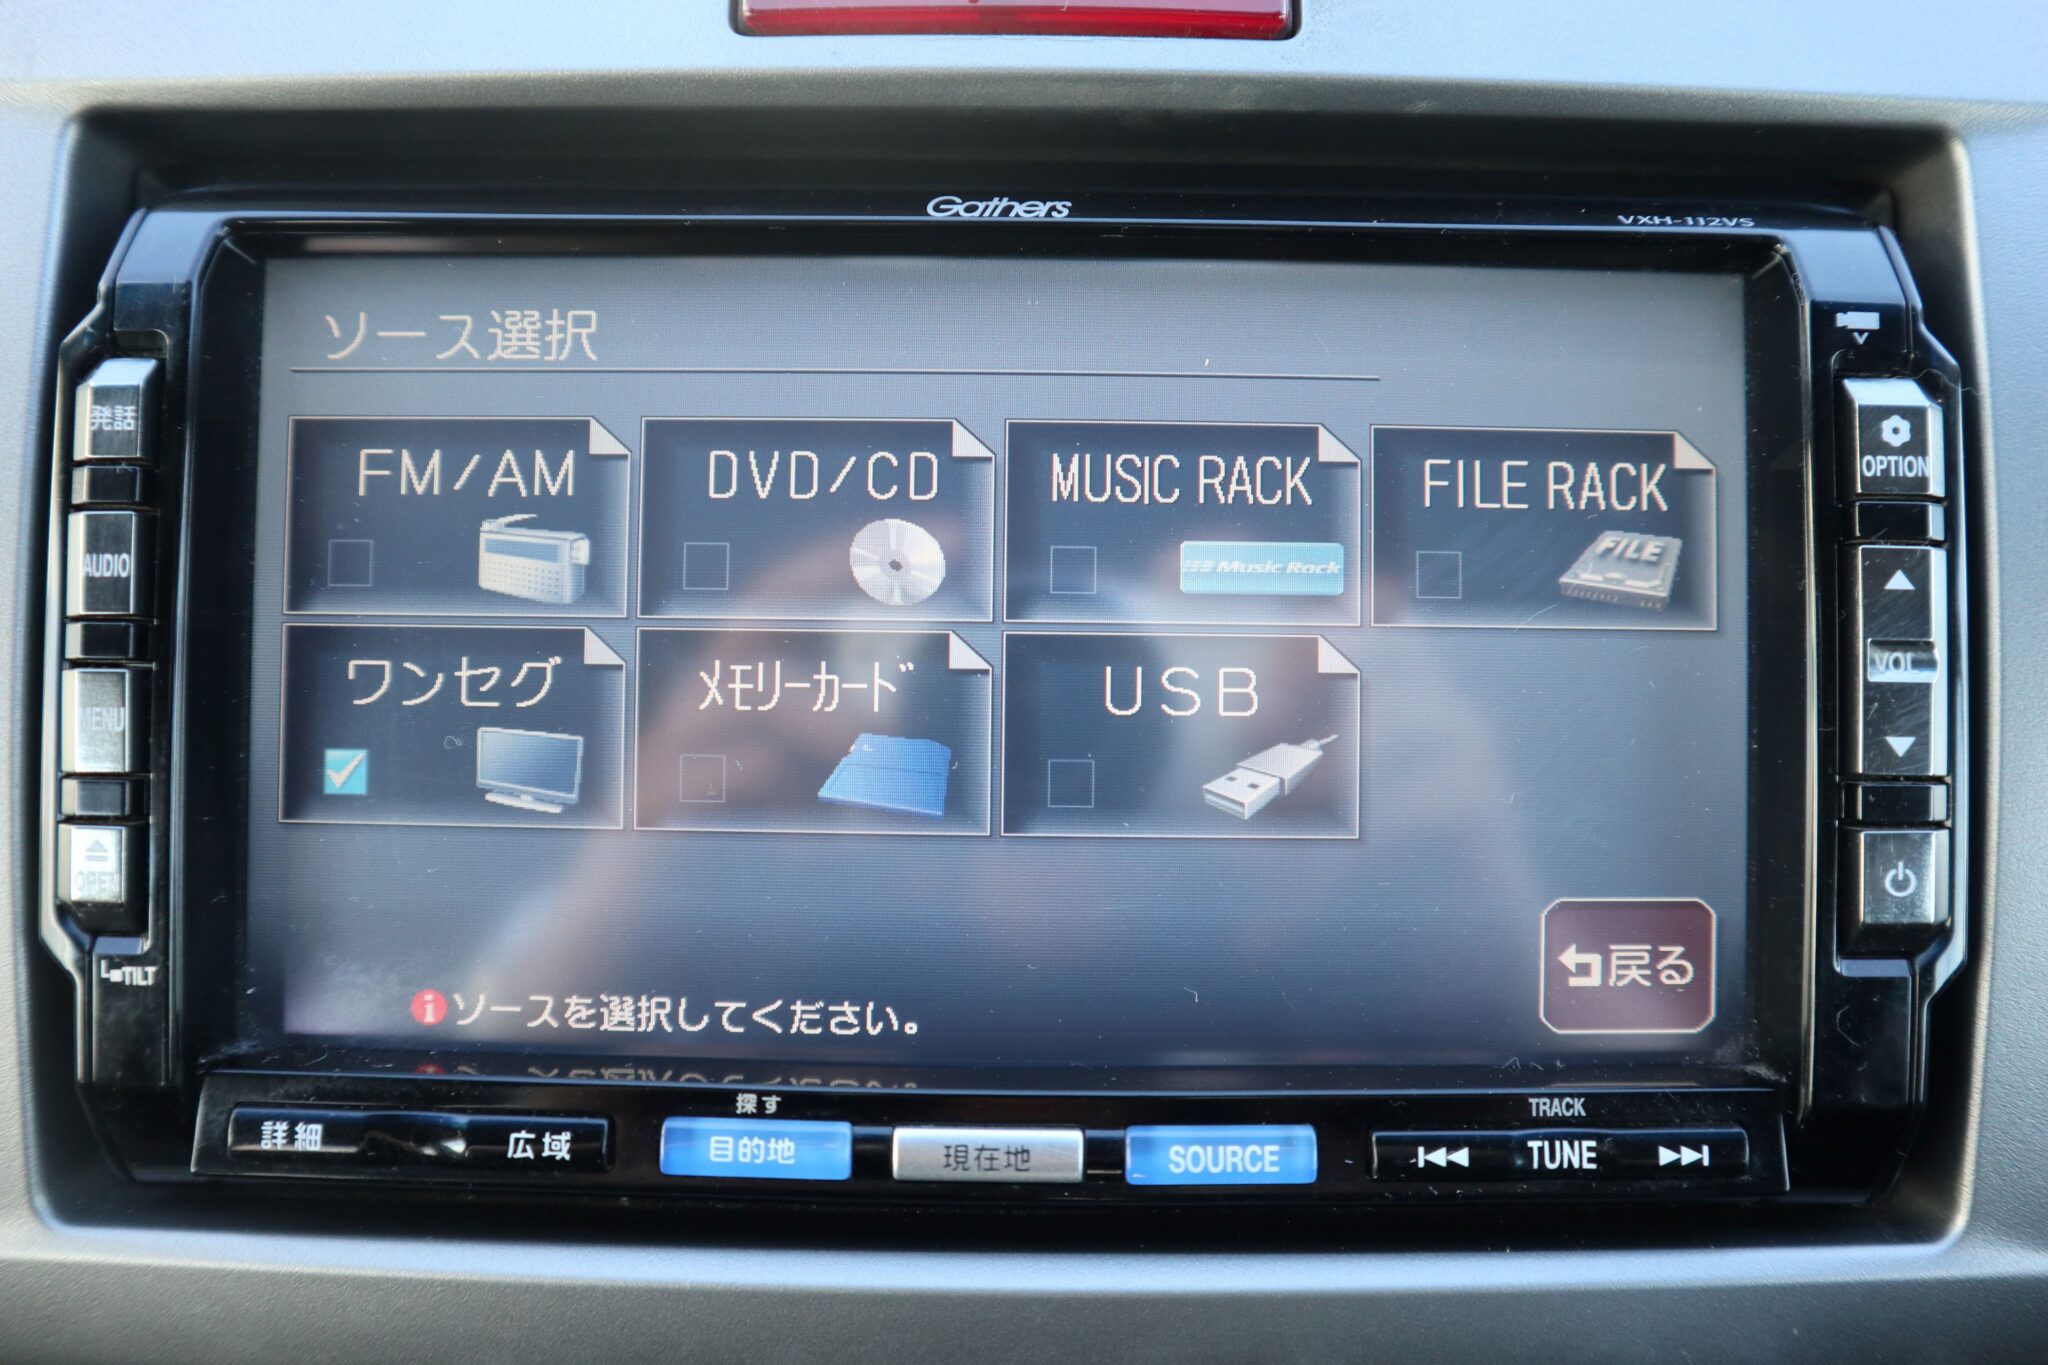 Gathers
VXH-112VS
ソース選択
FM/AM
DVD/CD
MUSIC RACK
Music Rack
FILE RACK
FILE
ワンセグ
ﾒﾓﾘｰｶｰﾄﾞ
USB
戻る
iソースを選択してください。
発話
AUDIO
MENU
OPEN
TILT
OPTION
VOL
詳細
広域
探す
目的地
現在地
SOURCE
TRACK
TUNE